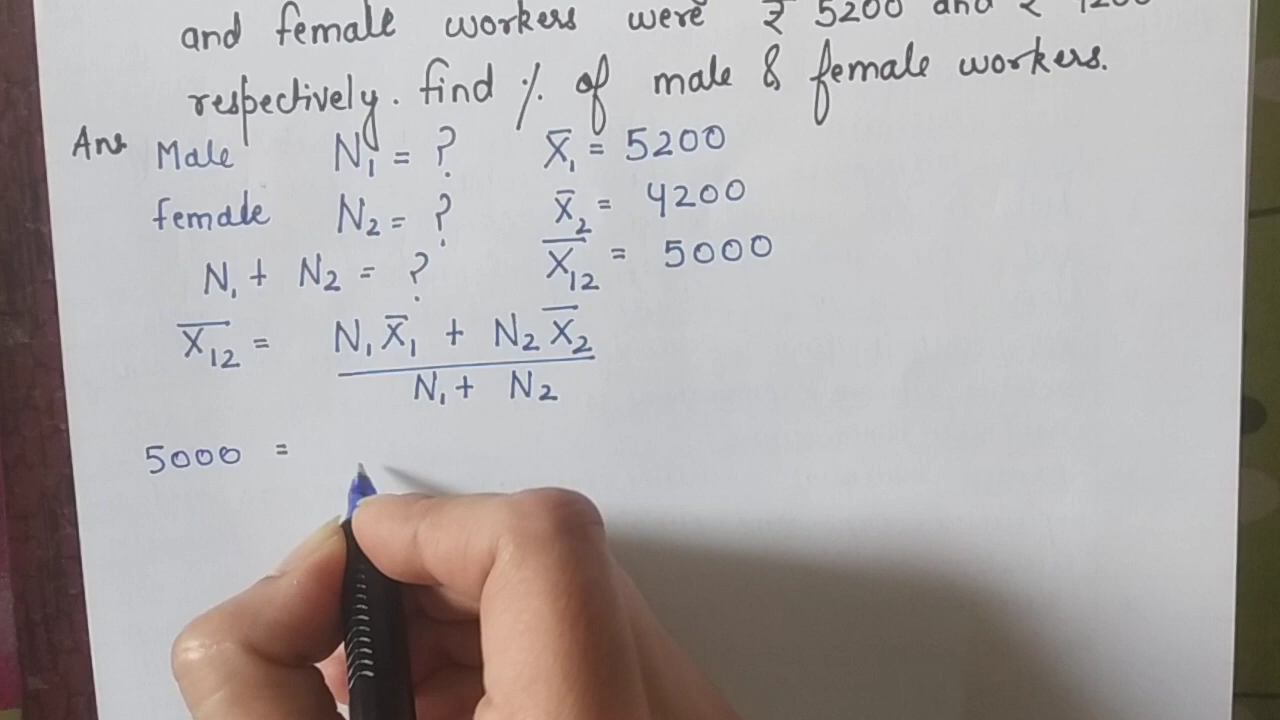 and female workers were ₹ 5200 and ₹ 4200
respectively. find % of male & female workers.
Ans Male N₁ = ? X̅₁ = 5200
female N₂ = ? X̅₂ = 4200
N₁ + N₂ = ? X̅₁₂ = 5000
X̅₁₂ = N₁X̅₁ + N₂X̅₂
N₁ + N₂
5000 =